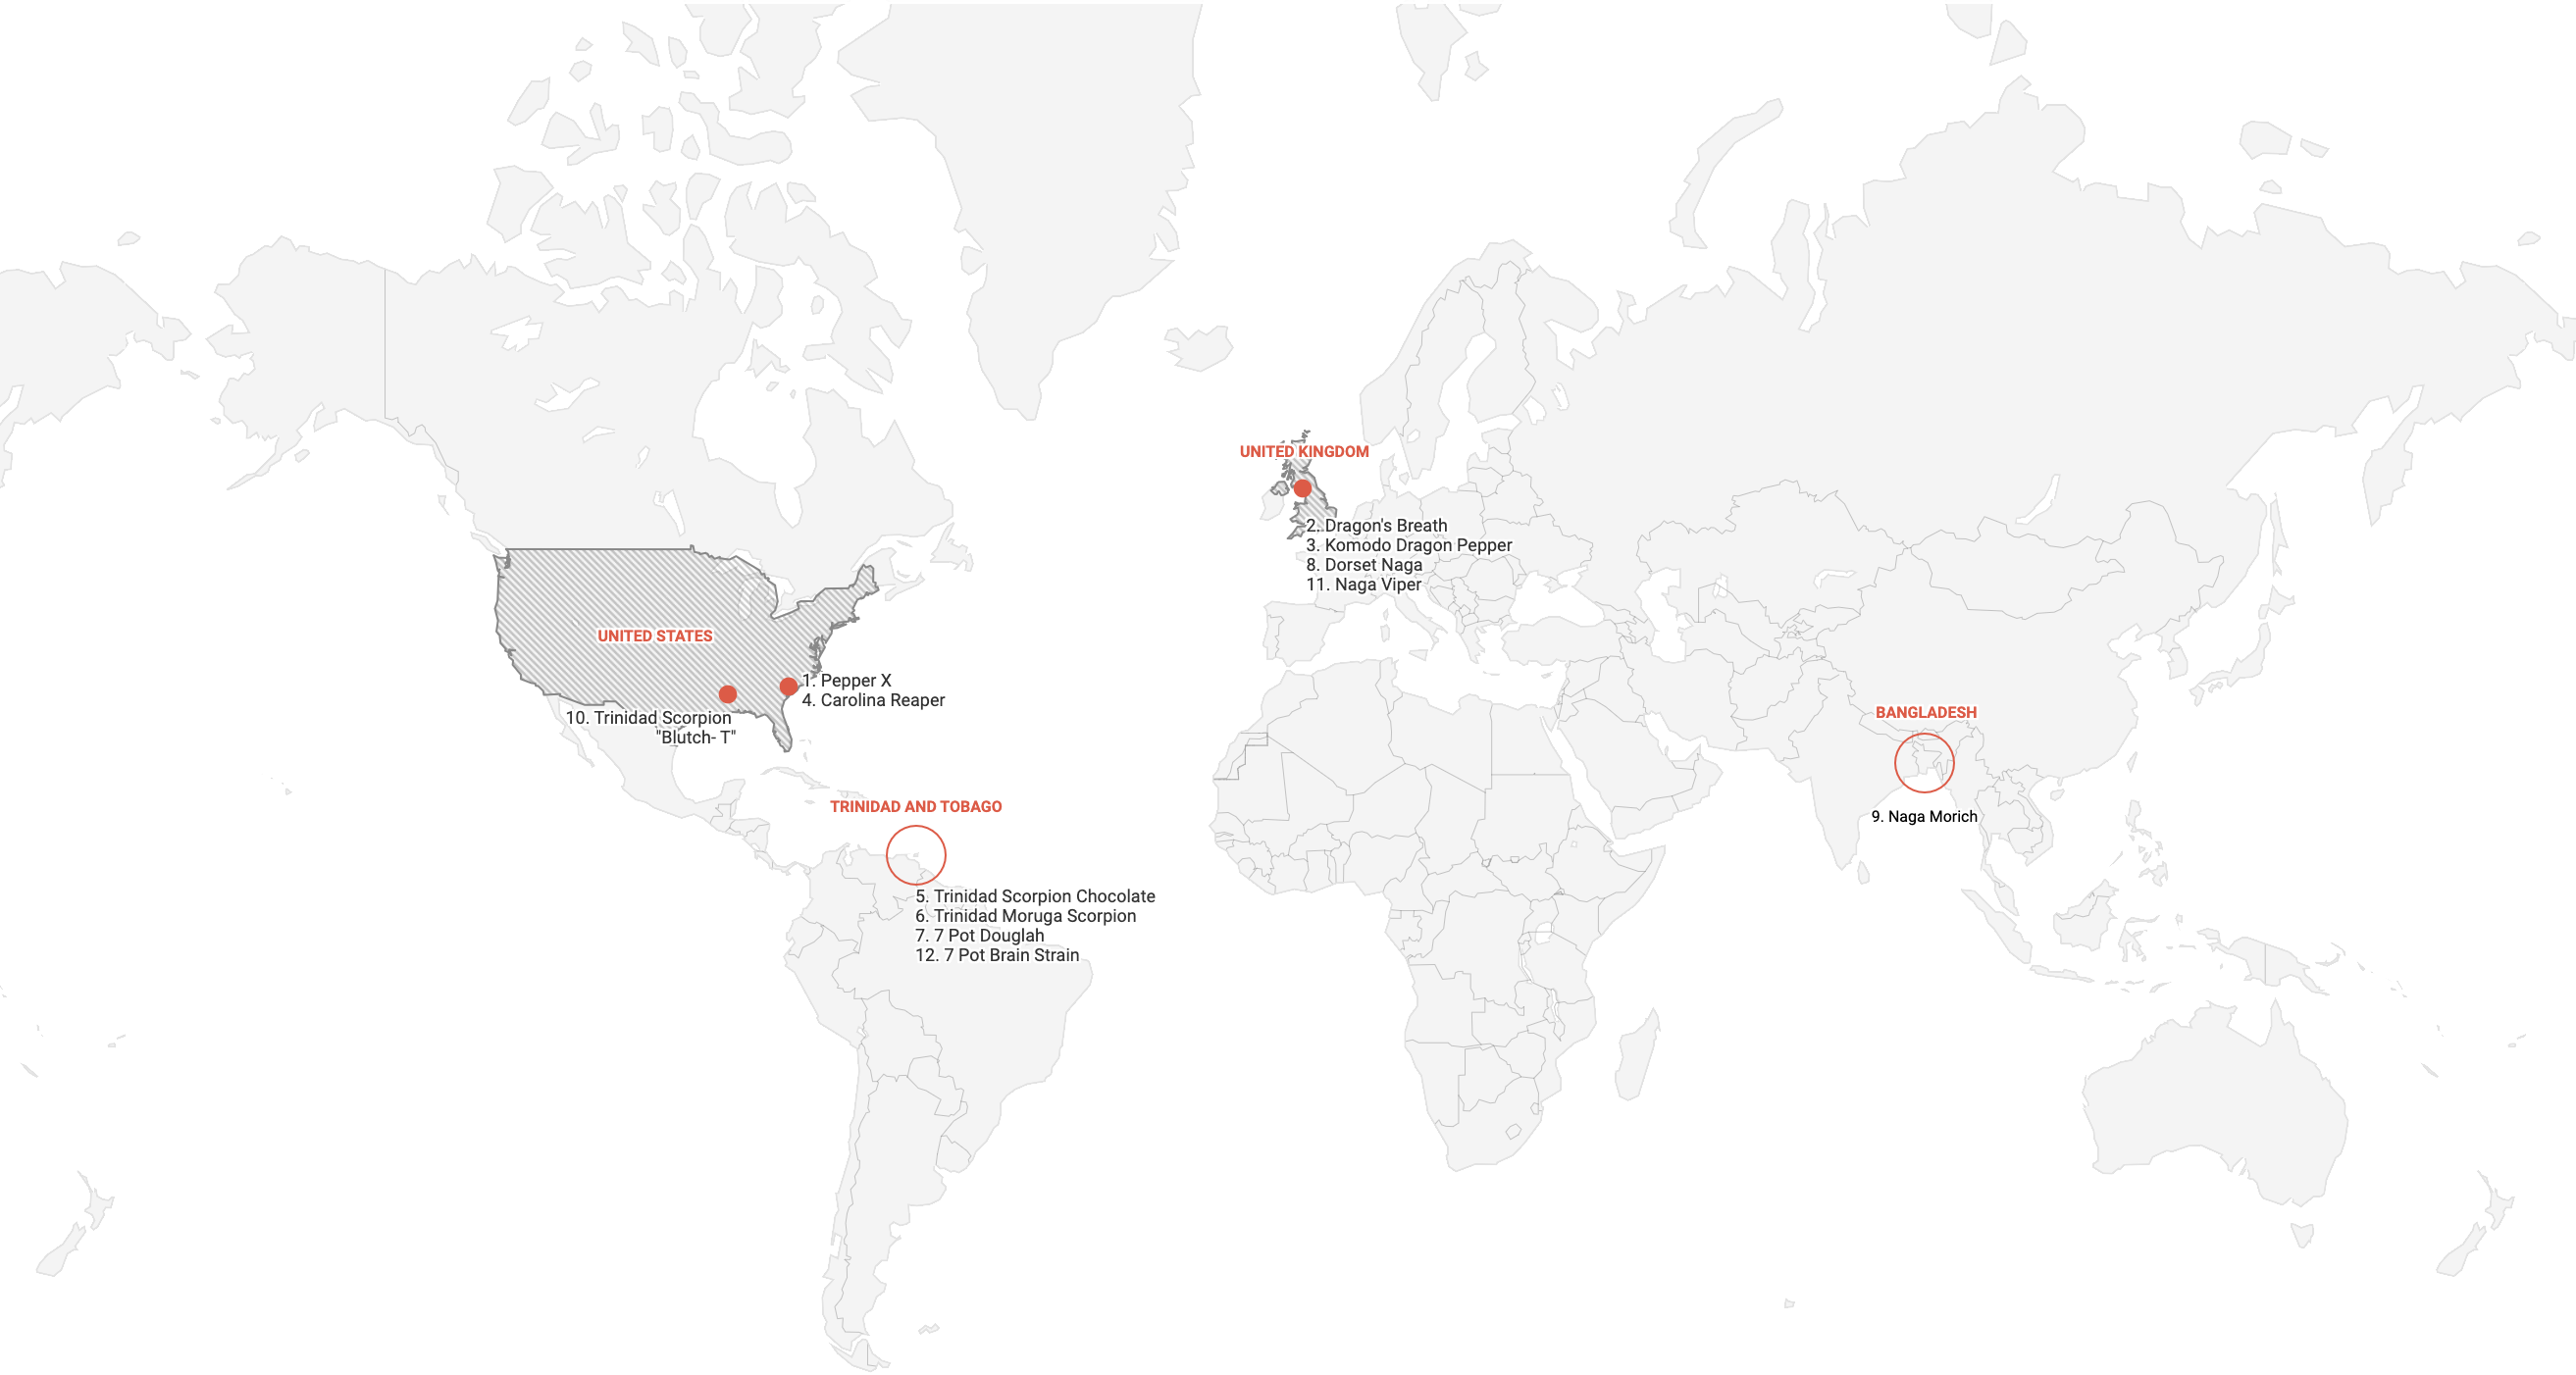 UNITED KINGDOM
2. Dragon's Breath
3. Komodo Dragon Pepper
8. Dorset Naga
11. Naga Viper
UNITED STATES
1. Pepper X
4. Carolina Reaper
10. Trinidad Scorpion
"Blutch- T"
BANGLADESH
9. Naga Morich
TRINIDAD AND TOBAGO
5. Trinidad Scorpion Chocolate
6. Trinidad Moruga Scorpion
7. 7 Pot Douglah
12. 7 Pot Brain Strain